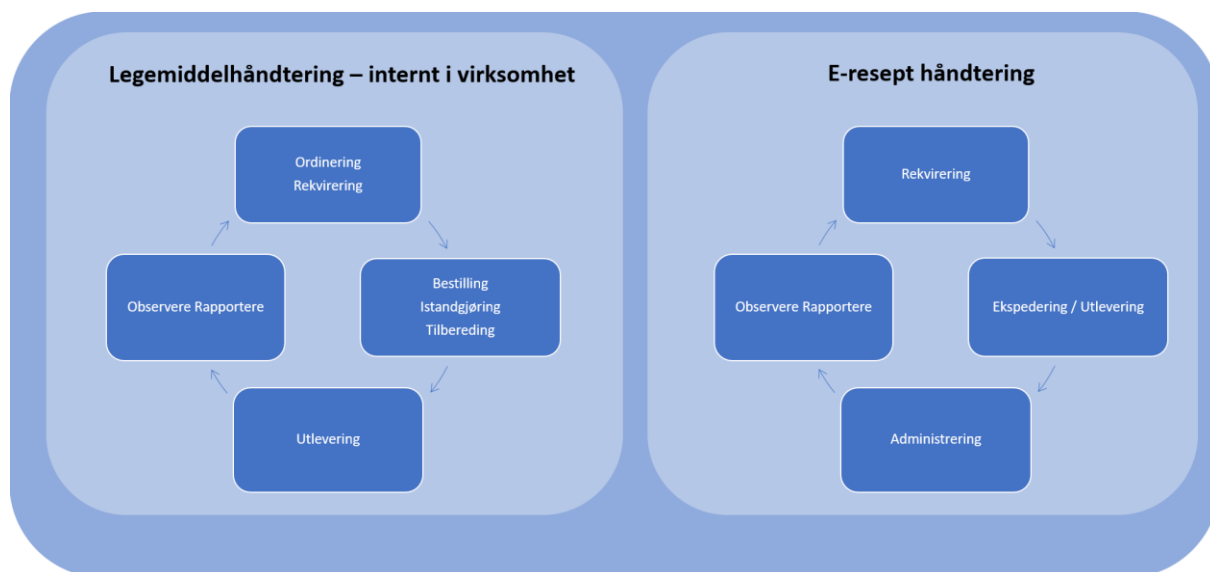 Legemiddelhåndtering – internt i virksomhet
Ordinering
Rekvirering
Bestilling
Istandgjøring
Tilbereding
Utlevering
Observere Rapportere
E-resept håndtering
Rekvirering
Ekspedering / Utlevering
Administrering
Observere Rapportere